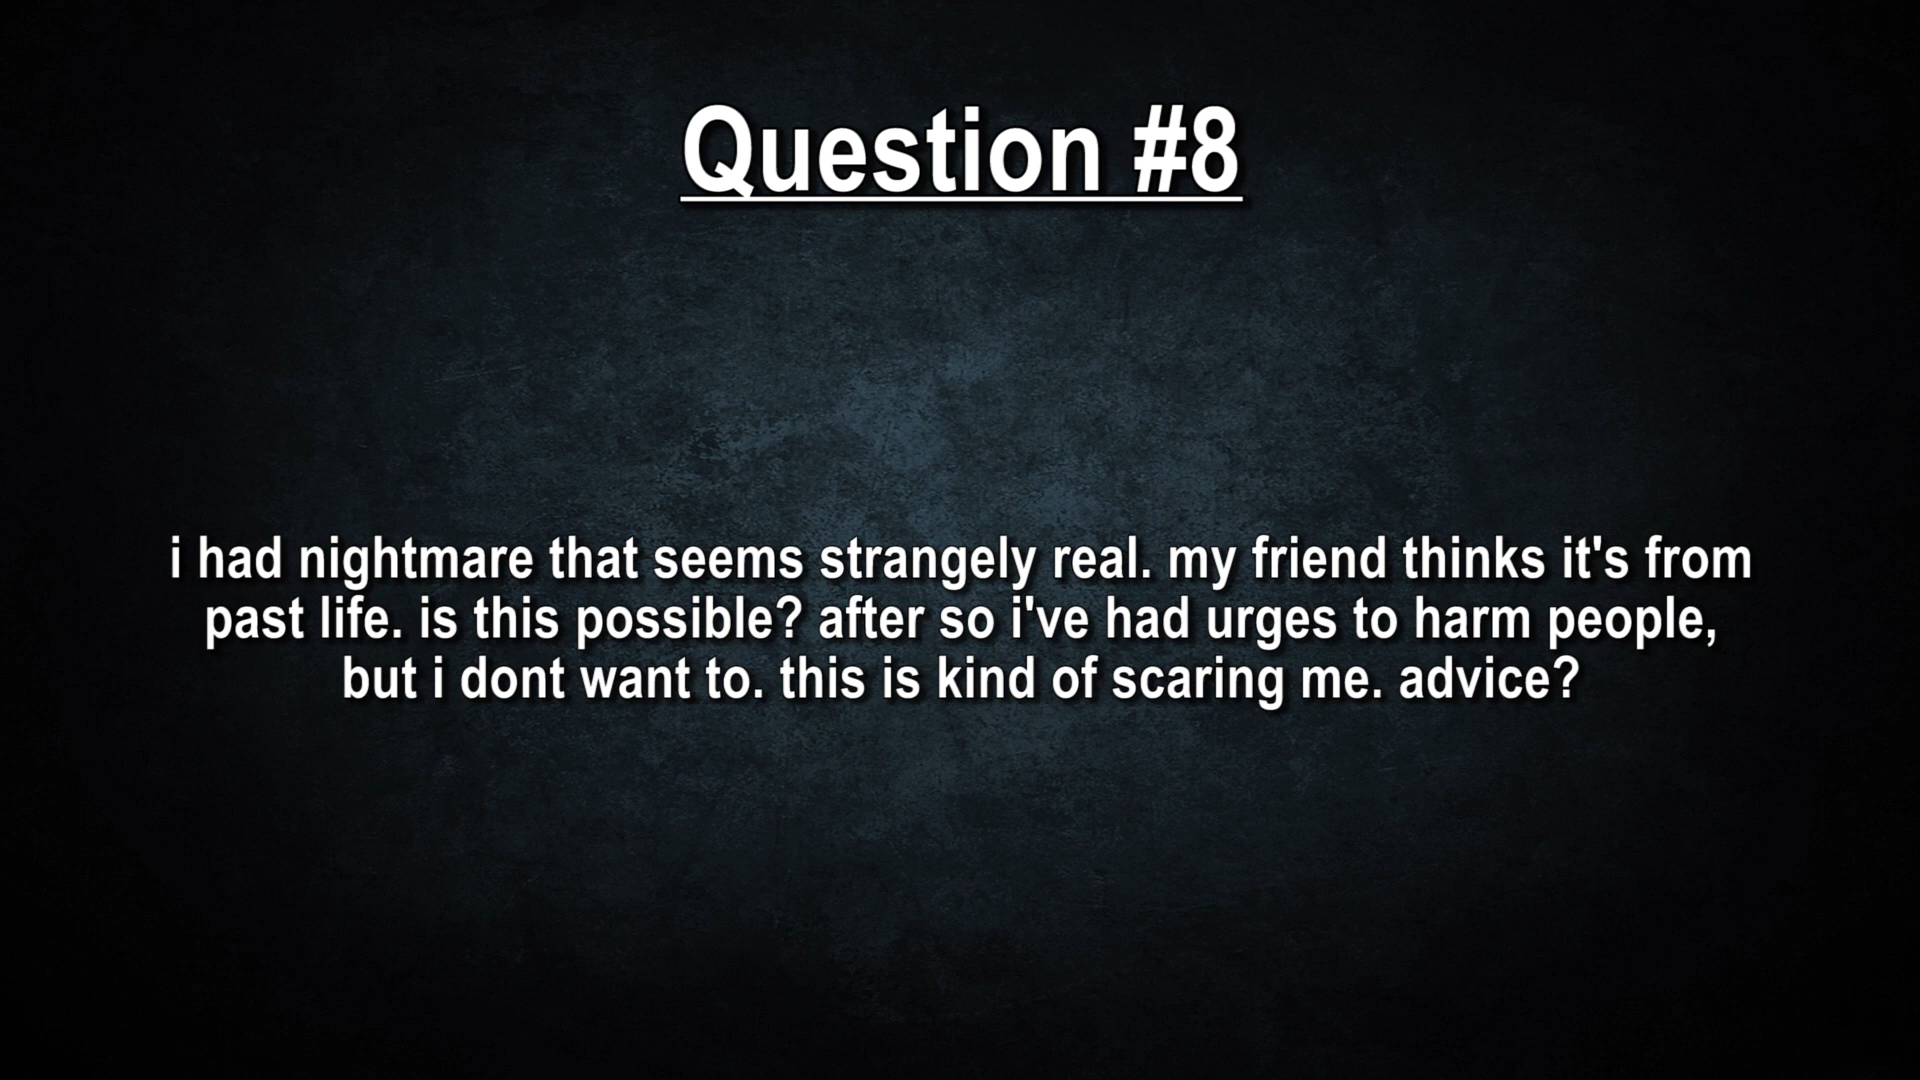 Question #8
i had nightmare that seems strangely real. my friend thinks it's from
past life. is this possible? after so i've had urges to harm people,
but i dont want to. this is kind of scaring me. advice?